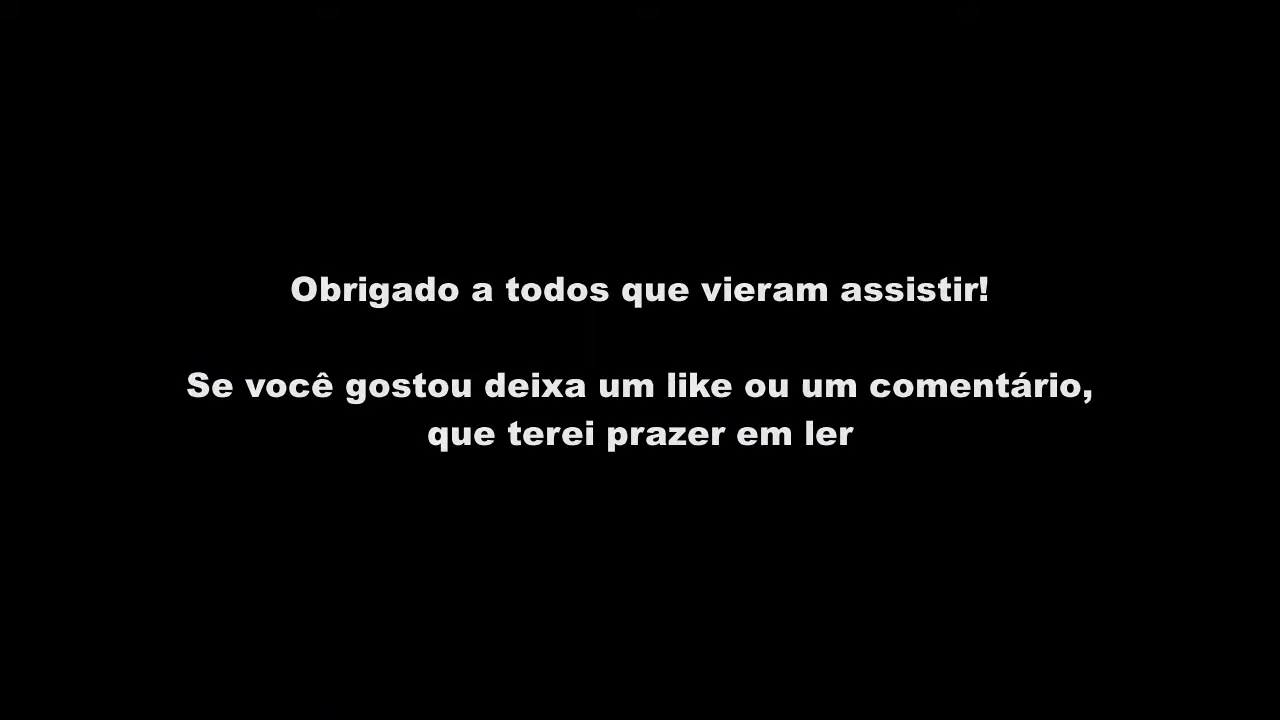 Obrigado a todos que vieram assistir!
Se você gostou deixa um like ou um comentário,
que terei prazer em ler